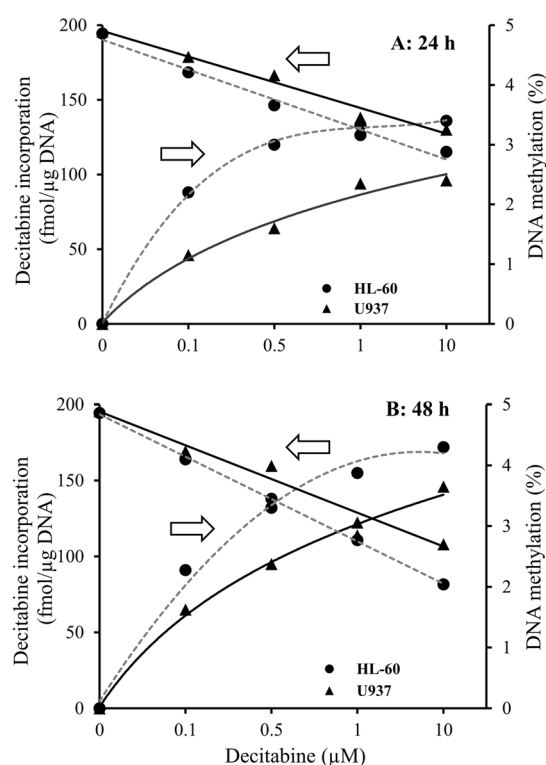 A: 24 h
200
150
100
50
0
Decitabine incorporation
(fmol/µg DNA)
5
4
3
2
1
0
DNA methylation (%)
HL-60
U937
0
0.1
0.5
1
10
B: 48 h
200
150
100
50
0
Decitabine incorporation
(fmol/µg DNA)
5
4
3
2
1
0
DNA methylation (%)
HL-60
U937
0
0.1
0.5
1
10
Decitabine (µM)